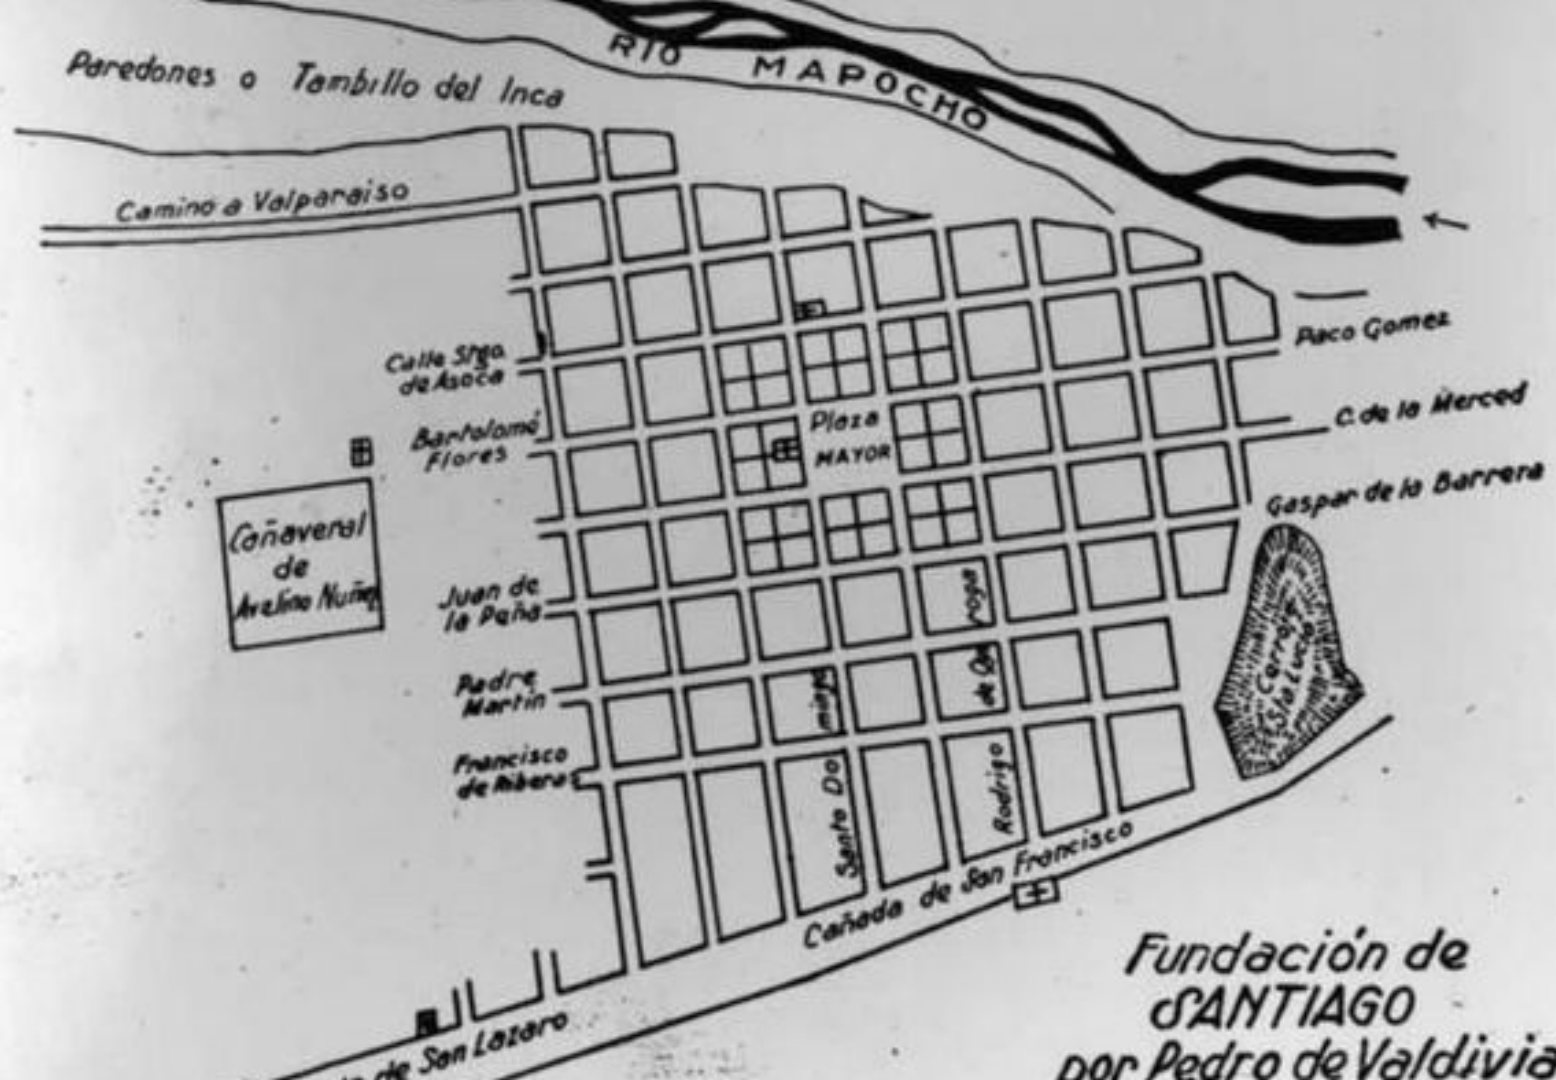 RIO MAPOCHO
Paredones o Tambillo del Inca
Camino a Valparaiso
Paco Gomez
Calle Stgo.
de Asoca
C. de la Merced
Bartolomé
Flores
Plaza
MAYOR
Gaspar de la Barrera
Cañaveral
de
Avelino Nuñez
Juan de
la Peña
Cerro
Sta Lucia
Padre
Martin
Francisco
de Ribera
Santo Domingo
Rodrigo de Quiroga
Cañada de San Francisco
de San Lazaro
Fundación de
SANTIAGO
por Pedro de Valdivia